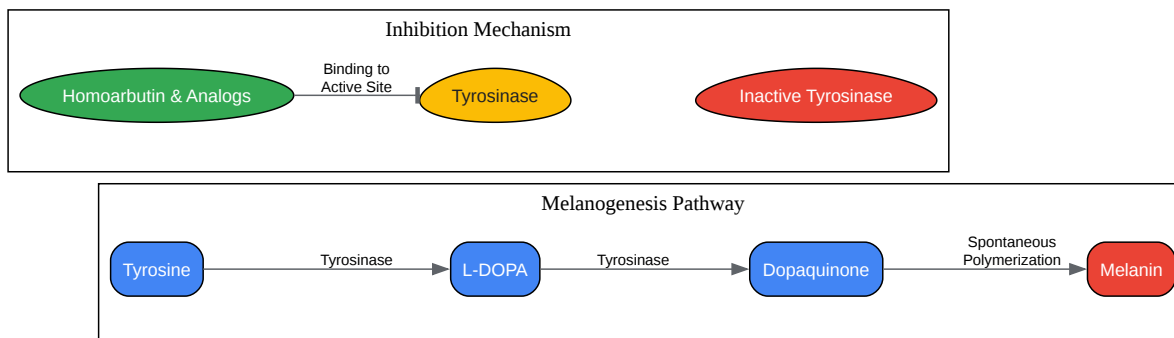 Inhibition Mechanism
Homoarbutin & Analogs
Binding to
Active Site
Tyrosinase
Inactive Tyrosinase
Melanogenesis Pathway
Tyrosine
Tyrosinase
L-DOPA
Tyrosinase
Dopaquinone
Spontaneous
Polymerization
Melanin